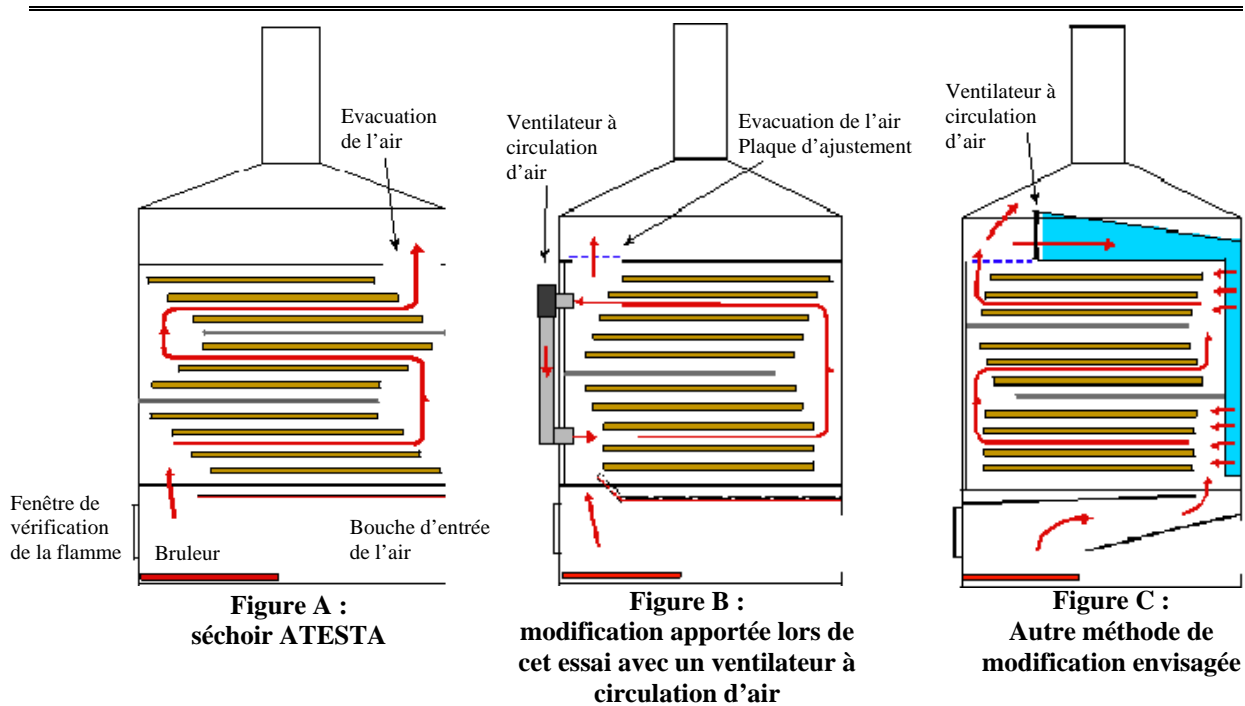 Evacuation
de l’air
Fenêtre de
vérification
de la flamme
Bruleur
Bouche d’entrée
de l’air
Figure A :
séchoir ATESTA
Ventilateur à
circulation
d’air
Evacuation de l’air
Plaque d’ajustement
Figure B :
modification apportée lors de
cet essai avec un ventilateur à
circulation d’air
Ventilateur à
circulation
d’air
Figure C :
Autre méthode de
modification envisagée